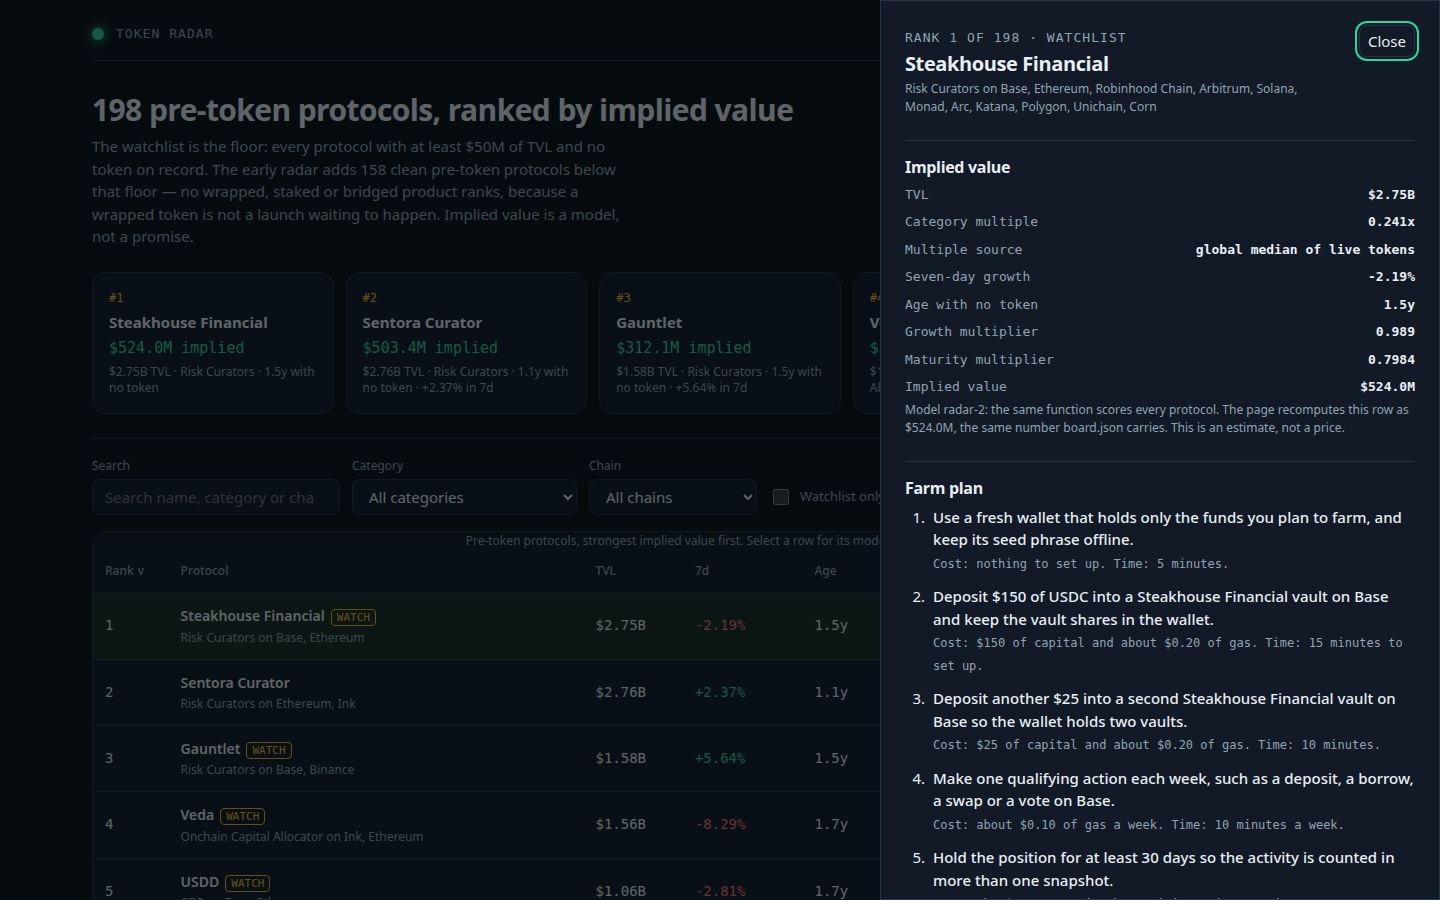 TOKEN RADAR
198 pre-token protocols, ranked by implied value
The watchlist is the floor: every protocol with at least $50M of TVL and no
token on record. The early radar adds 158 clean pre-token protocols below
that floor — no wrapped, staked or bridged product ranks, because a
wrapped token is not a launch waiting to happen. Implied value is a model,
not a promise.
#1
Steakhouse Financial
$524.0M implied
$2.75B TVL · Risk Curators · 1.5y with
no token
#2
Sentora Curator
$503.4M implied
$2.76B TVL · Risk Curators · 1.1y with
no token · +2.37% in 7d
#3
Gauntlet
$312.1M implied
$1.58B TVL · Risk Curators · 1.5y with
no token · +5.64% in 7d
Search
Category
Chain
Search name, category or cha
All categories
All chains
Watchlist only
Pre-token protocols, strongest implied value first. Select a row for its
Rank v Protocol TVL 7d Age
1 Steakhouse Financial WATCH $2.75B -2.19% 1.5y
Risk Curators on Base, Ethereum
2 Sentora Curator $2.76B +2.37% 1.1y
Risk Curators on Ethereum, Ink
3 Gauntlet WATCH $1.58B +5.64% 1.5y
Risk Curators on Base, Binance
4 Veda WATCH $1.56B -8.29% 1.7y
Onchain Capital Allocator on Ink, Ethereum
5 USDD WATCH $1.06B -2.81% 1.7y
RANK 1 OF 198 · WATCHLIST
Close
Steakhouse Financial
Risk Curators on Base, Ethereum, Robinhood Chain, Arbitrum, Solana,
Monad, Arc, Katana, Polygon, Unichain, Corn
Implied value
TVL $2.75B
Category multiple 0.241x
Multiple source global median of live tokens
Seven-day growth -2.19%
Age with no token 1.5y
Growth multiplier 0.989
Maturity multiplier 0.7984
Implied value $524.0M
Model radar-2: the same function scores every protocol. The page recomputes this row as
$524.0M, the same number board.json carries. This is an estimate, not a price.
Farm plan
1. Use a fresh wallet that holds only the funds you plan to farm, and
keep its seed phrase offline.
Cost: nothing to set up. Time: 5 minutes.
2. Deposit $150 of USDC into a Steakhouse Financial vault on Base
and keep the vault shares in the wallet.
Cost: $150 of capital and about $0.20 of gas. Time: 15 minutes to
set up.
3. Deposit another $25 into a second Steakhouse Financial vault on
Base so the wallet holds two vaults.
Cost: $25 of capital and about $0.20 of gas. Time: 10 minutes.
4. Make one qualifying action each week, such as a deposit, a borrow,
a swap or a vote on Base.
Cost: about $0.10 of gas a week. Time: 10 minutes a week.
5. Hold the position for at least 30 days so the activity is counted in
more than one snapshot.